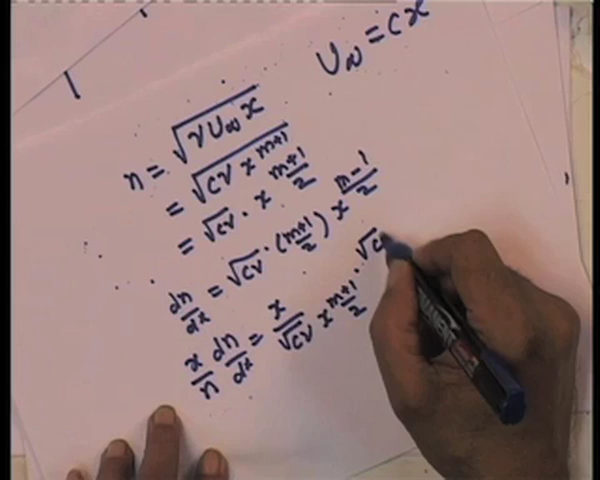 U∞ = cx
n = √(νU∞x)
= √(cν x^(m+1))
= √cν · x^((m+1)/2)
dn/dx = √cν · ((m+1)/2) x^((m-1)/2)
x/n dn/dx = x/(√cν x^((m+1)/2)) · √c